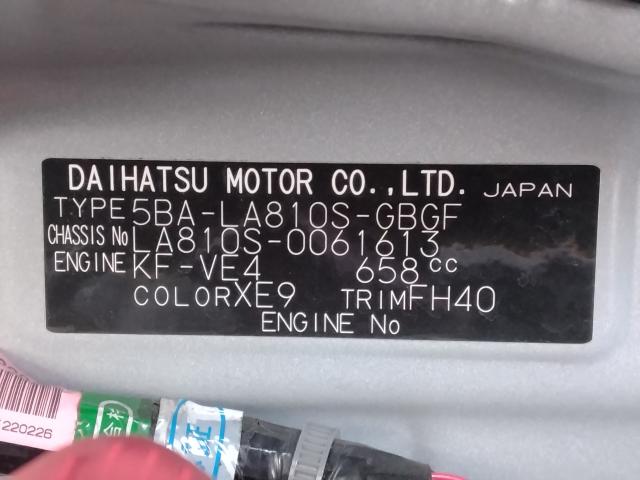 DAIHATSU MOTOR CO.,LTD. JAPAN
TYPE 5BA-LA810S-GBGF
CHASSIS No LA810S-0061613
ENGINE KF-VE4 658cc
COLOR XE9 TRIM FH40
ENGINE No
220226